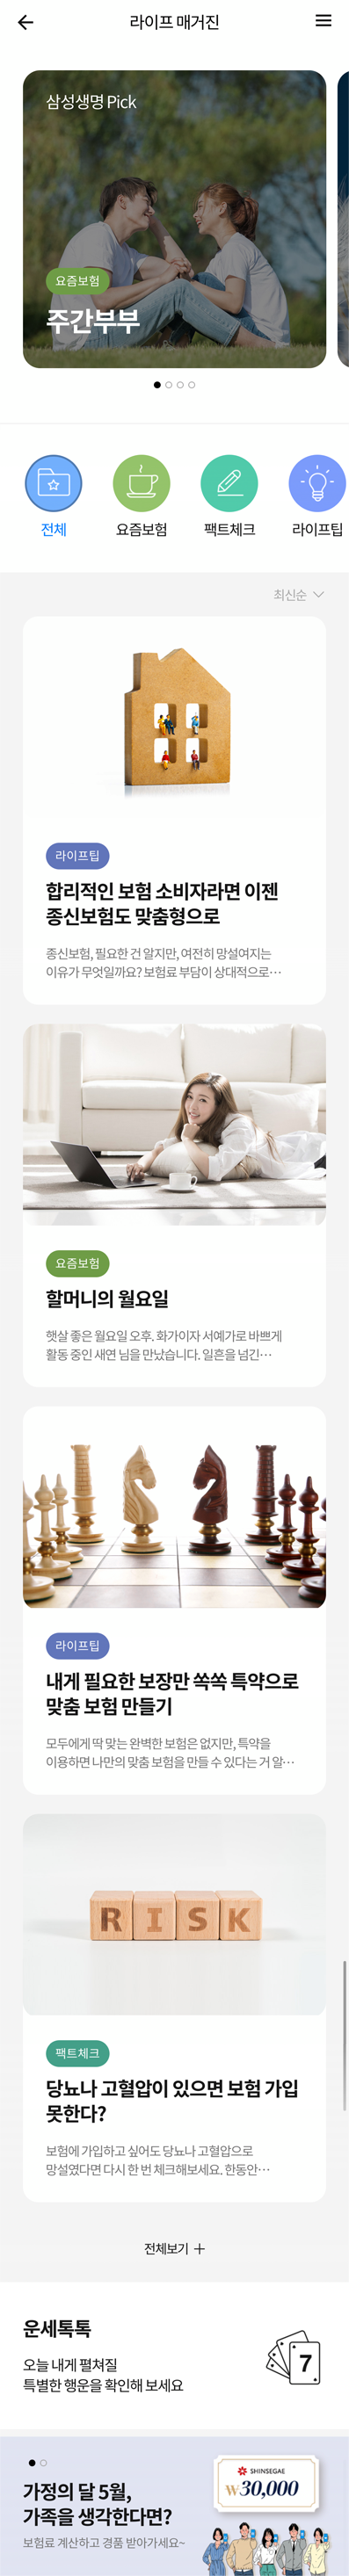 라이프 매거진
삼성생명 Pick
요즘보험
주간부부
전체
요즘보험
팩트체크
라이프팁
최신순
라이프팁
합리적인 보험 소비자라면 이젠
종신보험도 맞춤형으로
종신보험, 필요한 건 알지만, 여전히 망설여지는
이유가 무엇일까요? 보험료 부담이 상대적으로…
요즘보험
할머니의 월요일
햇살 좋은 월요일 오후. 화가이자 서예가로 바쁘게
활동 중인 새연 님을 만났습니다. 일흔을 넘긴…
라이프팁
내게 필요한 보장만 쏙쏙 특약으로
맞춤 보험 만들기
모두에게 딱 맞는 완벽한 보험은 없지만, 특약을
이용하면 나만의 맞춤 보험을 만들 수 있다는 거 알…
RISK
팩트체크
당뇨나 고혈압이 있으면 보험 가입
못한다?
보험에 가입하고 싶어도 당뇨나 고혈압으로
망설였다면 다시 한 번 체크해보세요. 한동안…
전체보기 +
운세톡톡
오늘 내게 펼쳐질
특별한 행운을 확인해 보세요
7
SHINSEGAE
₩30,000
가정의 달 5월,
가족을 생각한다면?
보험료 계산하고 경품 받아가세요~